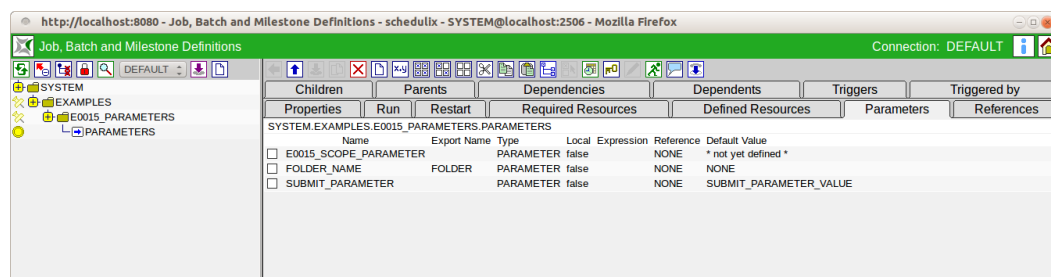 http://localhost:8080 - Job, Batch and Milestone Definitions - schedulix - SYSTEM@localhost:2506 - Mozilla Firefox
Job, Batch and Milestone Definitions Connection: DEFAULT
DEFAULT
SYSTEM
EXAMPLES
E0015_PARAMETERS
PARAMETERS
Children Parents Dependencies Dependents Triggers Triggered by
Properties Run Restart Required Resources Defined Resources Parameters References
SYSTEM.EXAMPLES.E0015_PARAMETERS.PARAMETERS
Name Export Name Type Local Expression Reference Default Value
E0015_SCOPE_PARAMETER PARAMETER false NONE * not yet defined *
FOLDER_NAME FOLDER PARAMETER false NONE NONE
SUBMIT_PARAMETER PARAMETER false NONE SUBMIT_PARAMETER_VALUE